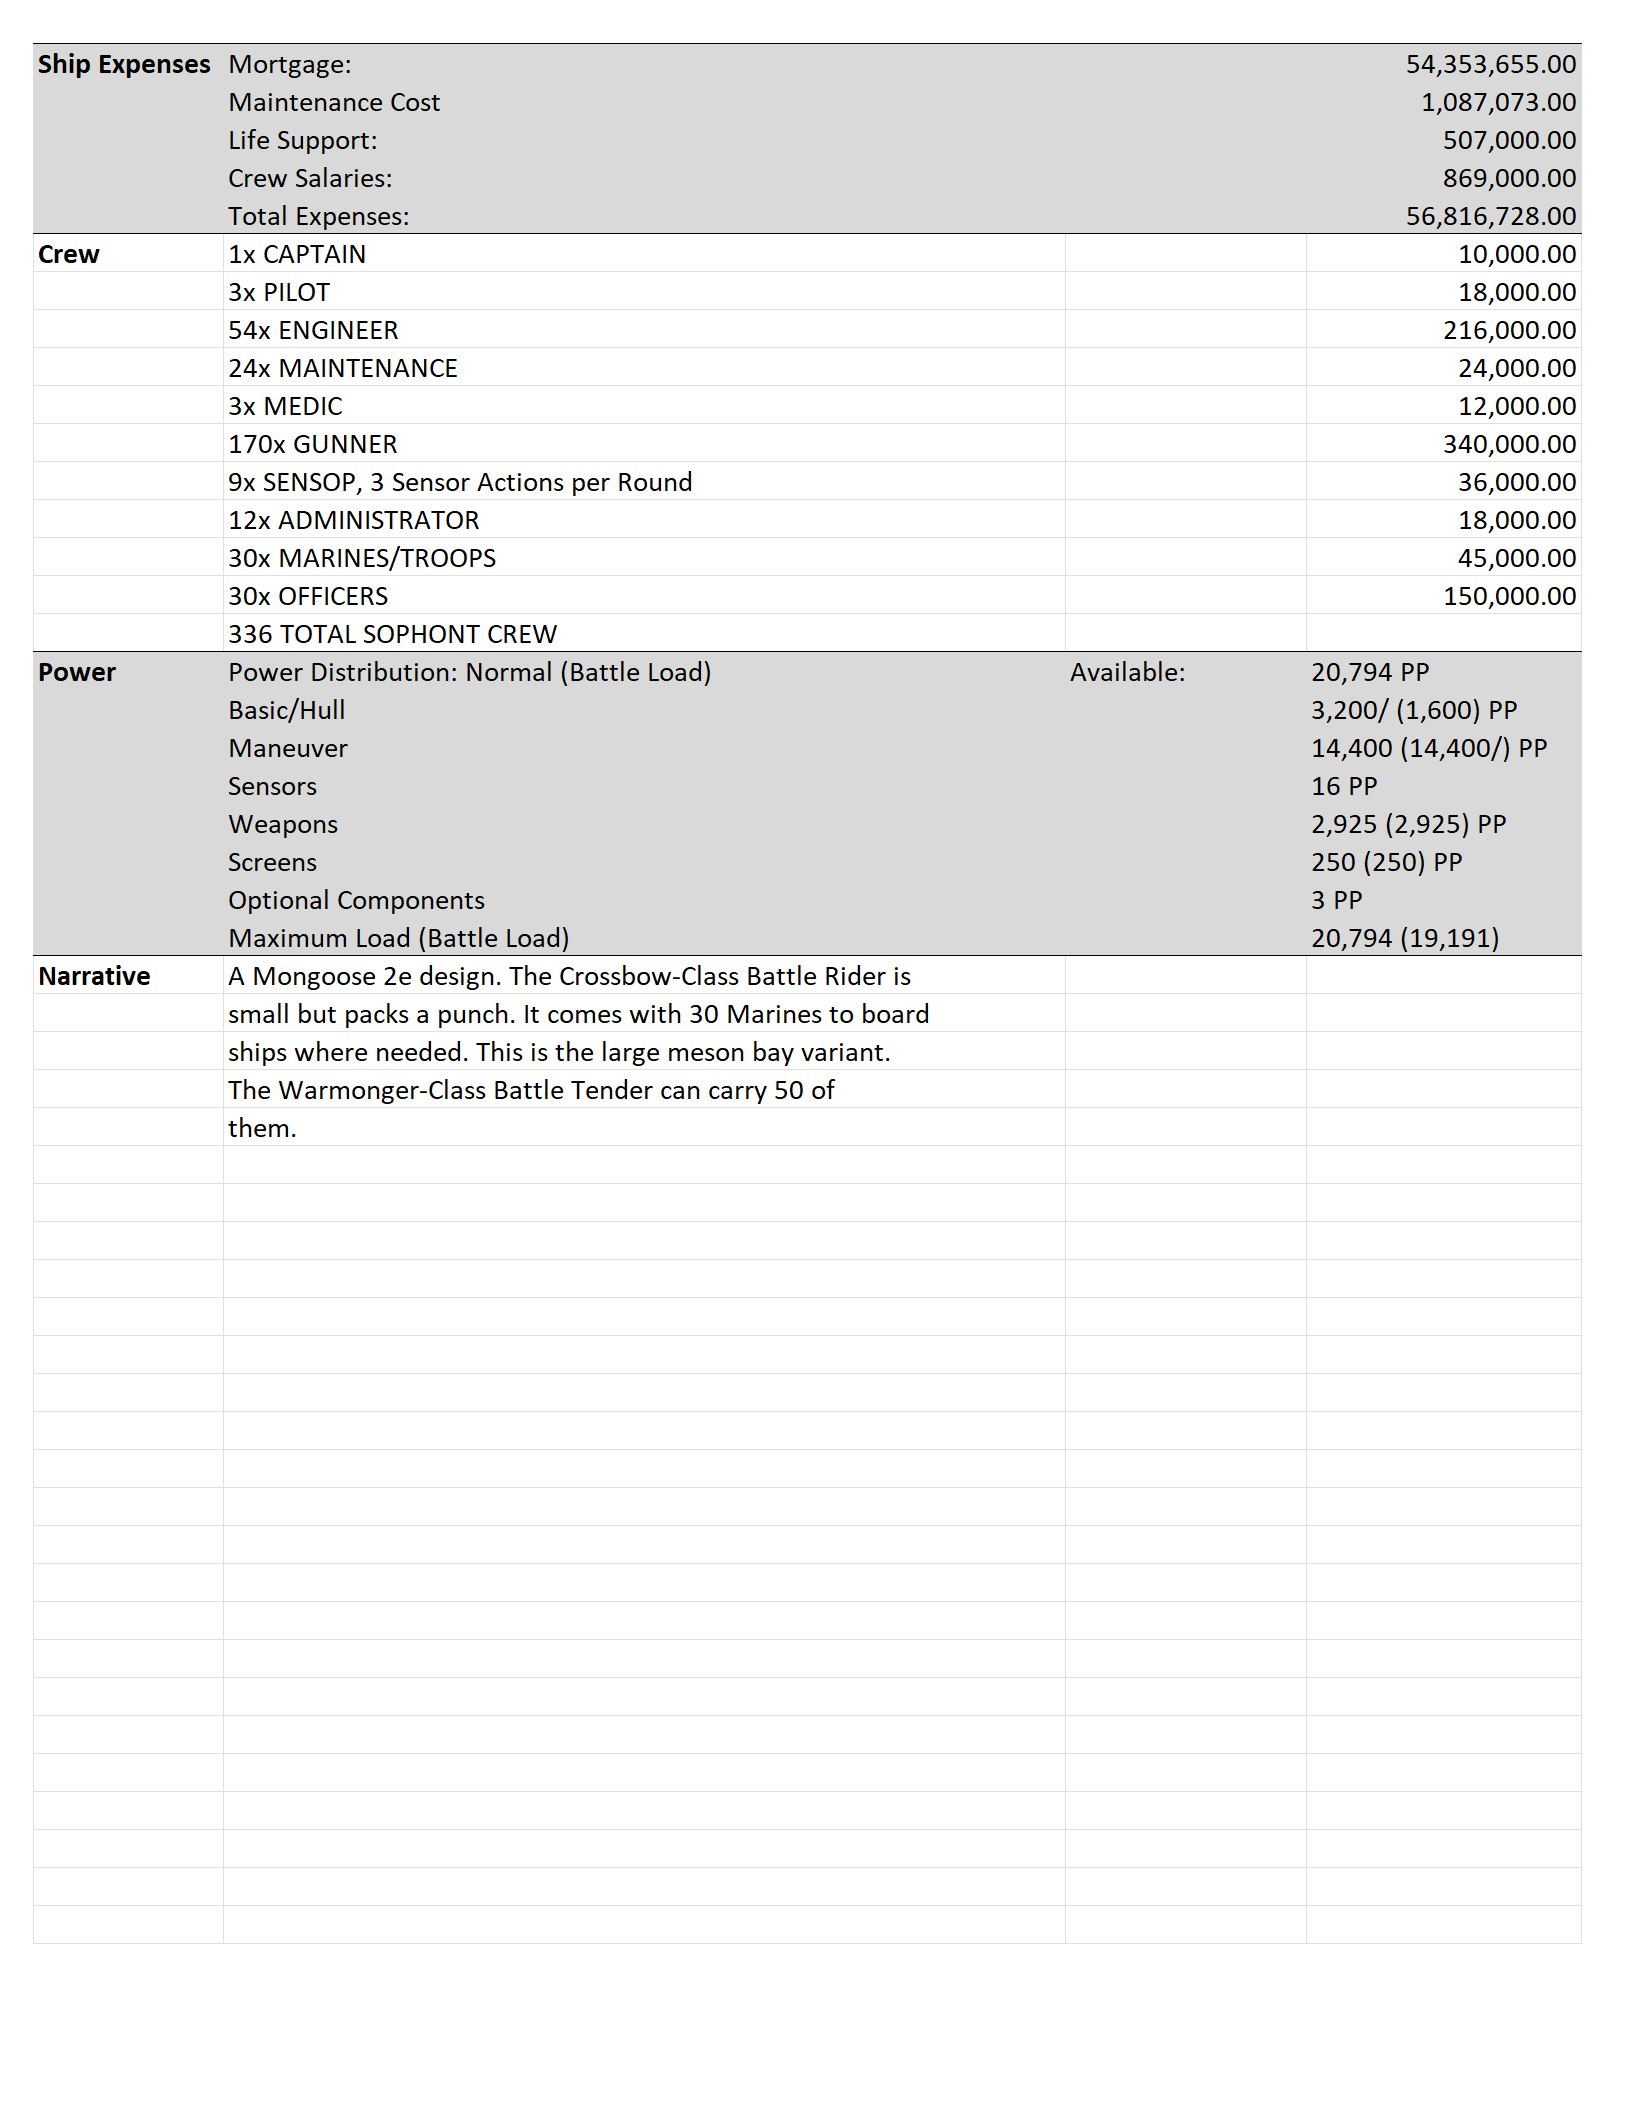 Ship Expenses Mortgage: 54,353,655.00
Maintenance Cost 1,087,073.00
Life Support: 507,000.00
Crew Salaries: 869,000.00
Total Expenses: 56,816,728.00
Crew 1x CAPTAIN 10,000.00
3x PILOT 18,000.00
54x ENGINEER 216,000.00
24x MAINTENANCE 24,000.00
3x MEDIC 12,000.00
170x GUNNER 340,000.00
9x SENSOP, 3 Sensor Actions per Round 36,000.00
12x ADMINISTRATOR 18,000.00
30x MARINES/TROOPS 45,000.00
30x OFFICERS 150,000.00
336 TOTAL SOPHONT CREW
Power Power Distribution: Normal (Battle Load) Available: 20,794 PP
Basic/Hull 3,200/ (1,600) PP
Maneuver 14,400 (14,400/) PP
Sensors 16 PP
Weapons 2,925 (2,925) PP
Screens 250 (250) PP
Optional Components 3 PP
Maximum Load (Battle Load) 20,794 (19,191)
Narrative A Mongoose 2e design. The Crossbow-Class Battle Rider is
small but packs a punch. It comes with 30 Marines to board
ships where needed. This is the large meson bay variant.
The Warmonger-Class Battle Tender can carry 50 of
them.